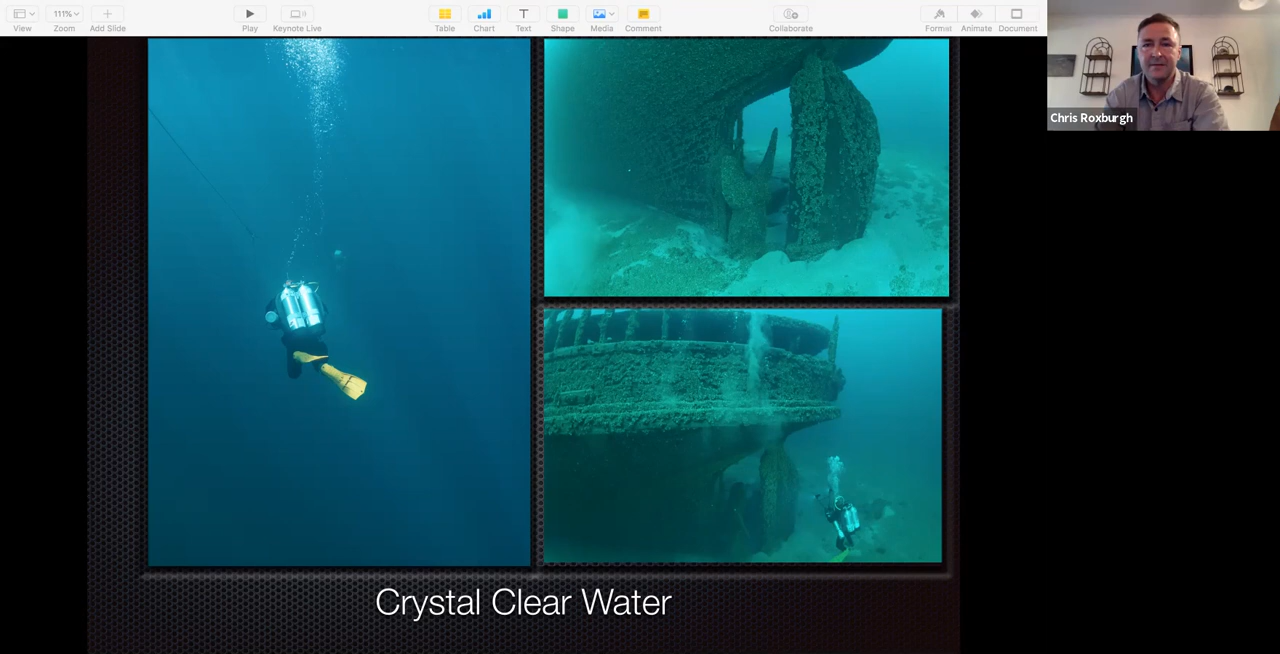 111%
View
Zoom
Add Slide
Play
Keynote Live
Table
Chart
Text
Shape
Media
Comment
Collaborate
Format
Animate
Document
Chris Roxburgh
Crystal Clear Water